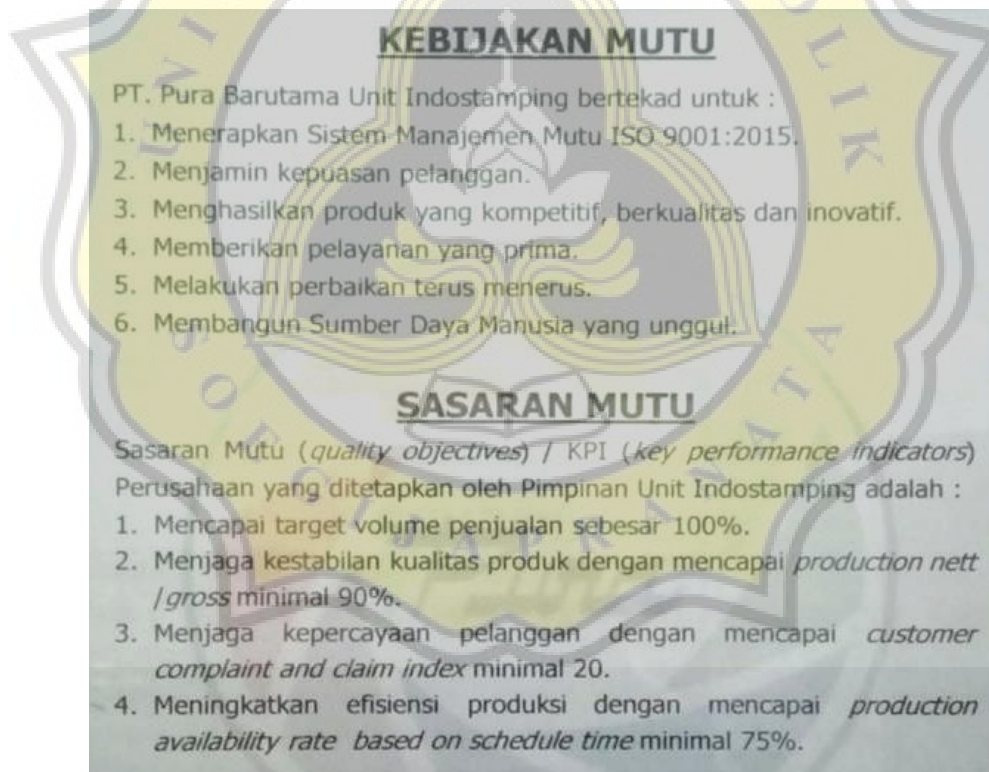 KEBIJAKAN MUTU
PT. Pura Barutama Unit Indostamping bertekad untuk :
1. Menerapkan Sistem Manajemen Mutu ISO 9001:2015.
2. Menjamin kepuasan pelanggan.
3. Menghasilkan produk yang kompetitif, berkualitas dan inovatif.
4. Memberikan pelayanan yang prima.
5. Melakukan perbaikan terus menerus.
6. Membangun Sumber Daya Manusia yang unggul.
SASARAN MUTU
Sasaran Mutu (quality objectives) / KPI (key performance indicators)
Perusahaan yang ditetapkan oleh Pimpinan Unit Indostamping adalah :
1. Mencapai target volume penjualan sebesar 100%.
2. Menjaga kestabilan kualitas produk dengan mencapai production nett
/gross minimal 90%.
3. Menjaga kepercayaan pelanggan dengan mencapai customer
complaint and claim index minimal 20.
4. Meningkatkan efisiensi produksi dengan mencapai production
availability rate based on schedule time minimal 75%.